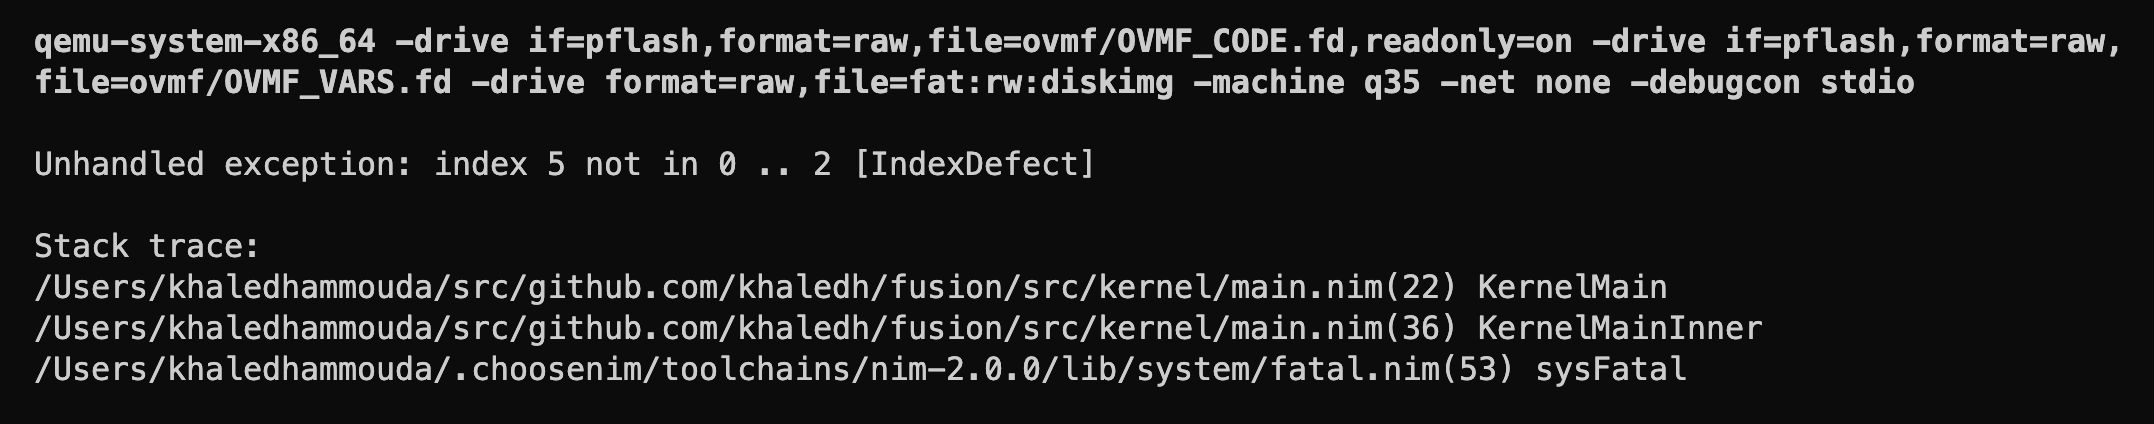 qemu-system-x86_64 -drive if=pflash,format=raw,file=ovmf/OVMF_CODE.fd,readonly=on -drive if=pflash,format=raw,
file=ovmf/OVMF_VARS.fd -drive format=raw,file=fat:rw:diskimg -machine q35 -net none -debugcon stdio
Unhandled exception: index 5 not in 0 .. 2 [IndexDefect]
Stack trace:
/Users/khaledhammouda/src/github.com/khaledh/fusion/src/kernel/main.nim(22) KernelMain
/Users/khaledhammouda/src/github.com/khaledh/fusion/src/kernel/main.nim(36) KernelMainInner
/Users/khaledhammouda/.choosenim/toolchains/nim-2.0.0/lib/system/fatal.nim(53) sysFatal